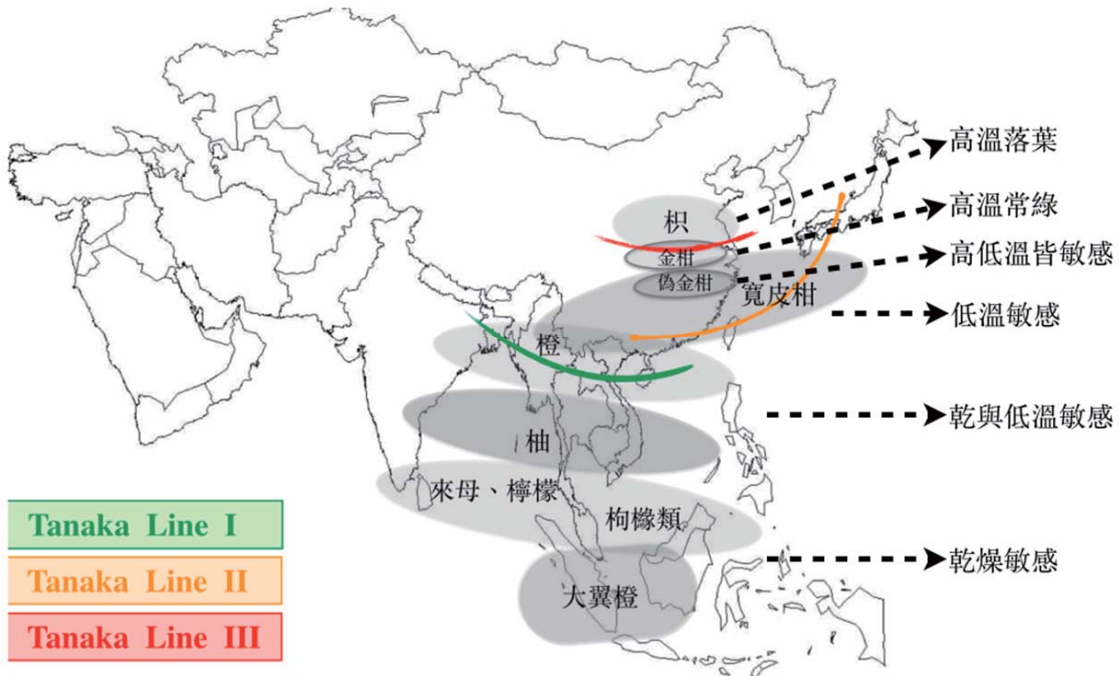 高溫落葉
枳
高溫常綠
金柑
高低溫皆敏感
偽金柑
寬皮柑
低溫敏感
橙
乾與低溫敏感
柚
來母、檸檬
枸櫞類
乾燥敏感
大翼橙
Tanaka Line I
Tanaka Line II
Tanaka Line III